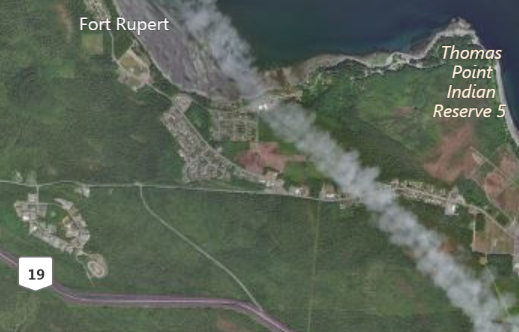 Fort Rupert
Thomas
Point
Indian
Reserve 5
19